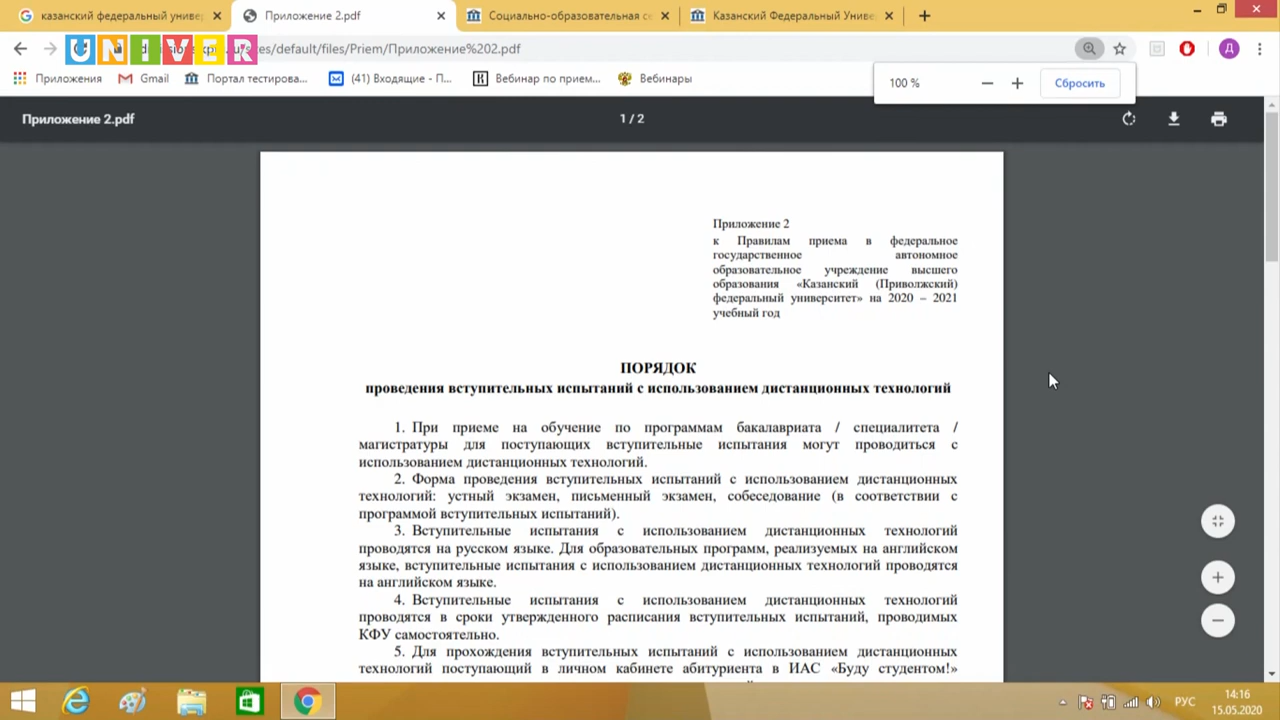 казанский федеральный универ
Приложение 2.pdf
Социально-образовательная се
Казанский Федеральный Униве
UNIVER
sites/default/files/Priem/Приложение%202.pdf
Д
Приложения
Gmail
Портал тестирова...
(41) Входящие - П...
Вебинар по прием...
Вебинары
100 %
Сбросить
Приложение 2.pdf
1 / 2
Приложение 2
к Правилам приема в федеральное
государственное автономное
образовательное учреждение высшего
образования «Казанский (Приволжский)
федеральный университет» на 2020 – 2021
учебный год
ПОРЯДОК
проведения вступительных испытаний с использованием дистанционных технологий
1. При приеме на обучение по программам бакалавриата / специалитета /
магистратуры для поступающих вступительные испытания могут проводиться с
использованием дистанционных технологий.
2. Форма проведения вступительных испытаний с использованием дистанционных
технологий: устный экзамен, письменный экзамен, собеседование (в соответствии с
программой вступительных испытаний).
3. Вступительные испытания с использованием дистанционных технологий
проводятся на русском языке. Для образовательных программ, реализуемых на английском
языке, вступительные испытания с использованием дистанционных технологий проводятся
на английском языке.
4. Вступительные испытания с использованием дистанционных технологий
проводятся в сроки утвержденного расписания вступительных испытаний, проводимых
КФУ самостоятельно.
5. Для прохождения вступительных испытаний с использованием дистанционных
технологий поступающий в личном кабинете абитуриента в ИАС «Буду студентом!»
РУС
14:16
15.05.2020